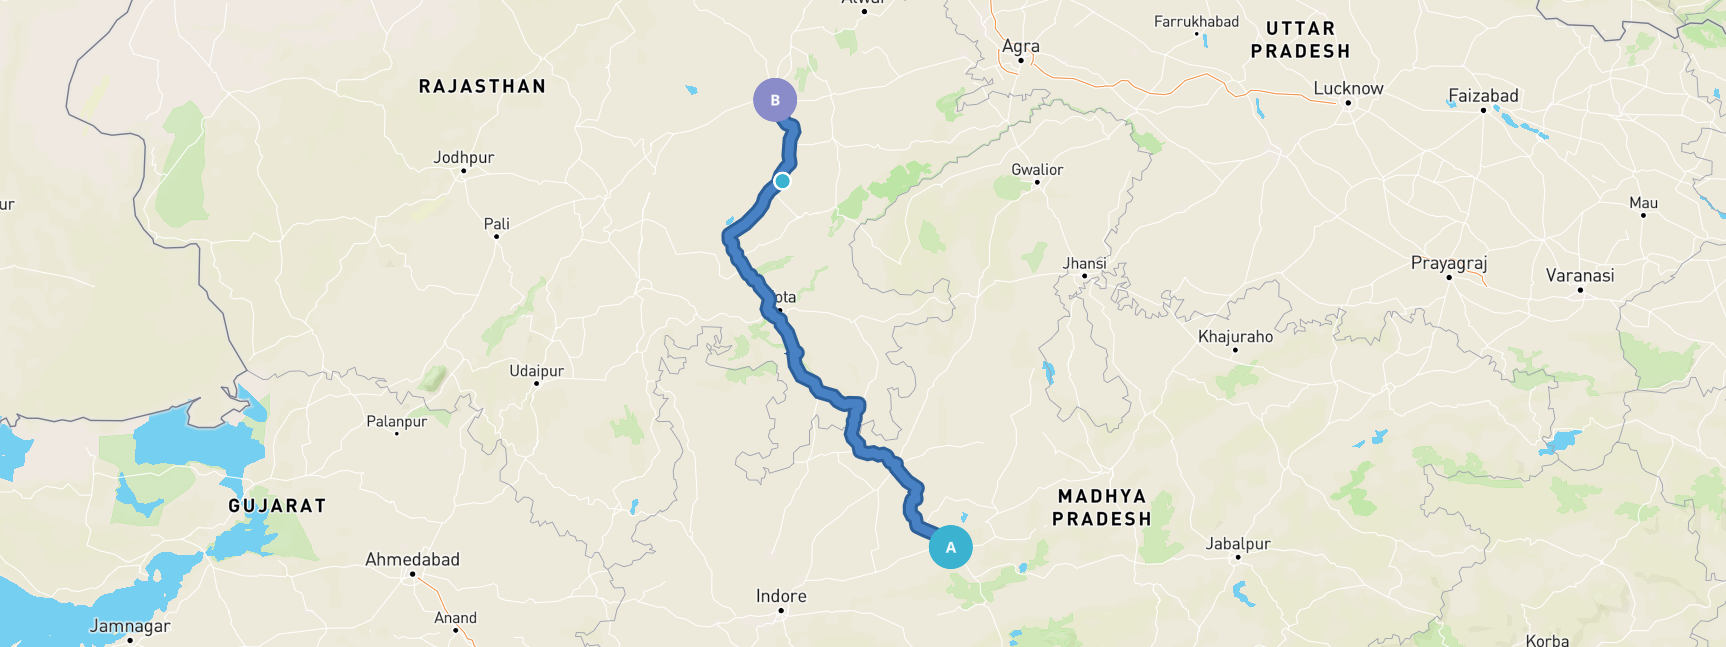 Farrukhabad
UTTAR
PRADESH
Agra
RAJASTHAN
Lucknow
Faizabad
B
Jodhpur
Gwalior
ur
Mau
Pali
Jhansi
Prayagraj
Varanasi
ota
Khajuraho
Udaipur
Palanpur
MADHYA
PRADESH
GUJARAT
A
Jabalpur
Ahmedabad
Indore
Anand
Jamnagar
Korba